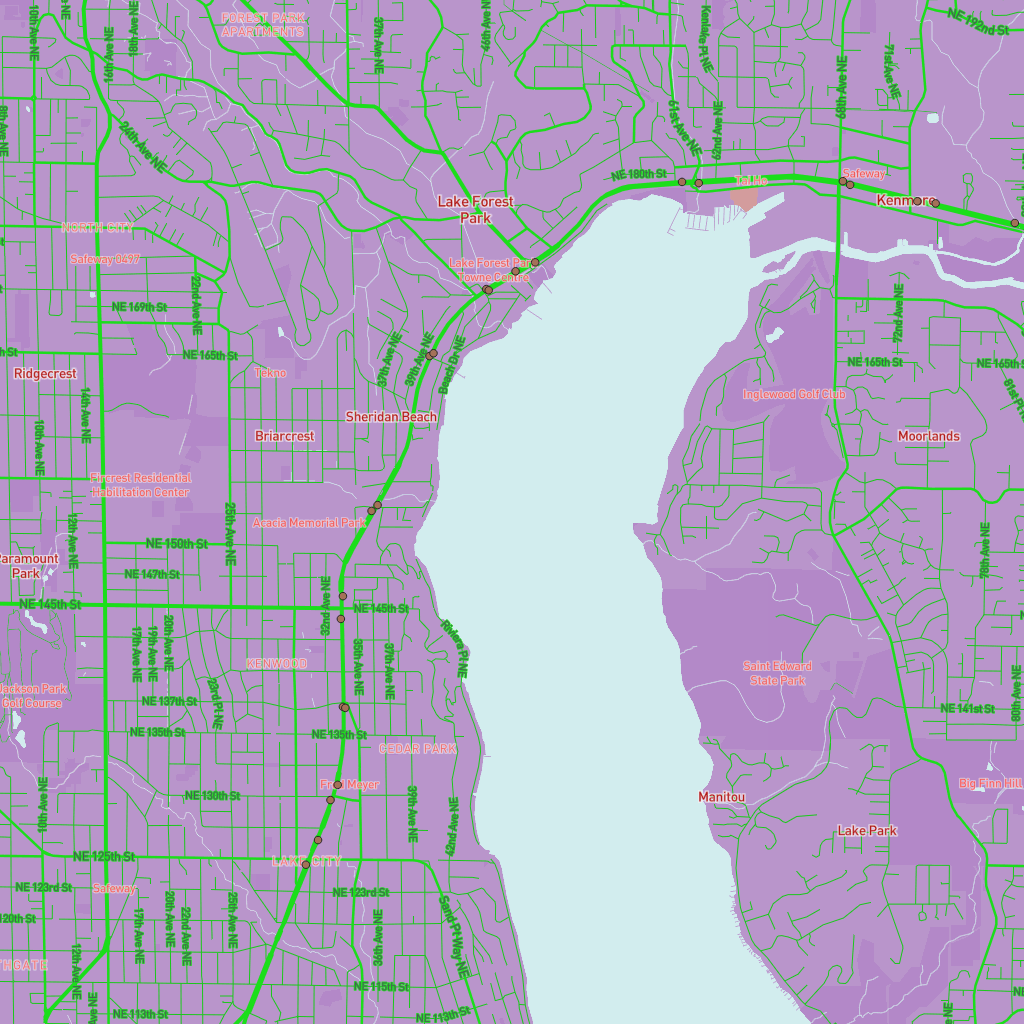 FOREST PARK
APARTMENTS
NE 192nd St
10th Ave NE
16th Ave NE
18th Ave NE
37th Ave NE
46th Ave NE
Kenlake Pl NE
71st Ave NE
68th Ave NE
61st Ave NE
62nd Ave NE
8th Ave NE
24th Ave NE
NE 180th St
Tri Ho
Safeway
Kenmore
Lake Forest
Park
NORTH CITY
Safeway 0497
Lake Forest Par
Towne Centre
22nd Ave NE
NE 169th St
72nd Ave NE
NE 165th St
37th Ave NE
39th Ave NE
Beach Dr NE
NE 165th St
NE 165th St
Ridgecrest
Tekno
81st Pl N
14th Ave NE
Inglewood Golf Club
Sheridan Beach
10th Ave NE
Briarcrest
Moorlands
Fircrest Residential
Habilitation Center
25th Ave NE
12th Ave NE
Acacia Memorial Park
78th Ave NE
NE 150th St
Paramount
Park
NE 147th St
32nd Ave NE
NE 145th St
NE 145th St
17th Ave NE
19th Ave NE
20th Ave NE
Riviera Pl NE
KENWOOD
35th Ave NE
37th Ave NE
Saint Edward
State Park
Jackson Park
Golf Course
23rd Pl NE
80th Ave NE
NE 137th St
NE 141st St
NE 135th St
NE 135th St
CEDAR PARK
10th Ave NE
NE 130th St
Fred Meyer
39th Ave NE
42nd Ave NE
Manitou
Big Finn Hill
Lake Park
NE 125th St
LAKE CITY
NE 123rd St
Safeway
NE 123rd St
120th St
17th Ave NE
20th Ave NE
22nd Ave NE
25th Ave NE
36th Ave NE
Sand Pt Way NE
THGATE
12th Ave NE
NE 115th St
NE 113th St
NE 113th St